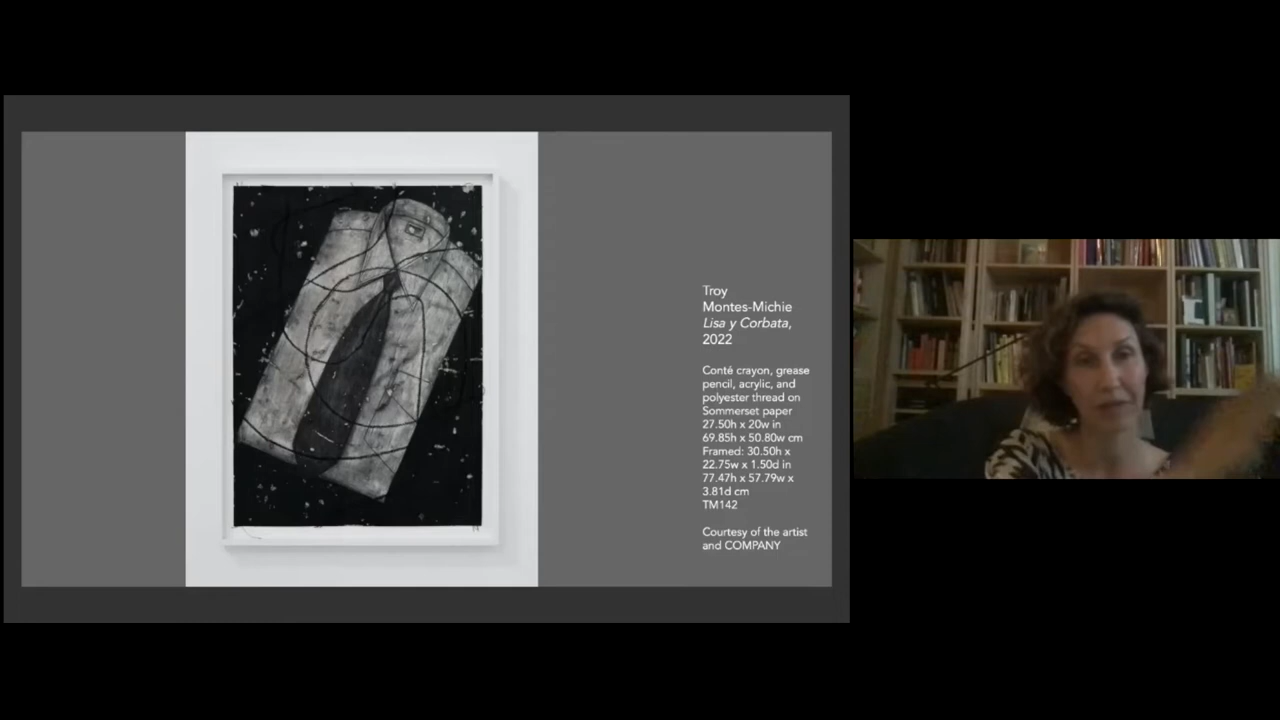 Troy
Montes-Michie
Lisa y Corbata,
2022
Conté crayon, grease
pencil, acrylic, and
polyester thread on
Sommerset paper
27.50h x 20w in
69.85h x 50.80w cm
Framed: 30.50h x
22.75w x 1.50d in
77.47h x 57.79w x
3.81d cm
TM142
Courtesy of the artist
and COMPANY